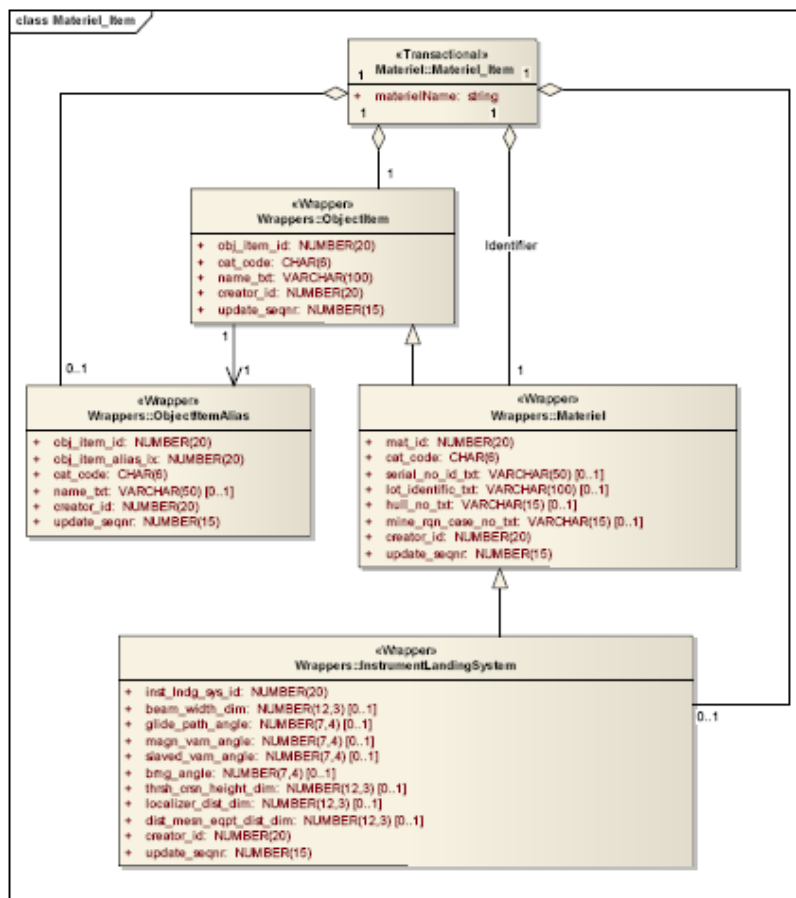 class Materiel_Item
«Transactional»
Materiel::Materiel_Item
1
1
+ materielName: string
1
1
1
«Wrapper»
Wrappers::ObjectItem
+ obj_item_id: NUMBER(20)
+ cat_code: CHAR(6)
+ name_txt: VARCHAR(100)
+ creator_id: NUMBER(20)
+ update_seqnr: NUMBER(15)
Identifier
1
0..1
1
1
«Wrapper»
Wrappers::ObjectItemAlias
+ obj_item_id: NUMBER(20)
+ obj_item_alias_ix: NUMBER(20)
+ cat_code: CHAR(6)
+ name_txt: VARCHAR(50) [0..1]
+ creator_id: NUMBER(20)
+ update_seqnr: NUMBER(15)
«Wrapper»
Wrappers::Materiel
+ mat_id: NUMBER(20)
+ cat_code: CHAR(6)
+ serial_no_id_txt: VARCHAR(50) [0..1]
+ lot_identific_txt: VARCHAR(100) [0..1]
+ hull_no_txt: VARCHAR(15) [0..1]
+ mine_rqn_case_no_txt: VARCHAR(15) [0..1]
+ creator_id: NUMBER(20)
+ update_seqnr: NUMBER(15)
«Wrapper»
Wrappers::InstrumentLandingSystem
+ inst_lndg_sys_id: NUMBER(20)
+ beam_width_dim: NUMBER(12,3) [0..1]
+ glide_path_angle: NUMBER(7,4) [0..1]
+ magn_vam_angle: NUMBER(7,4) [0..1]
+ slaved_vam_angle: NUMBER(7,4) [0..1]
+ bmg_angle: NUMBER(7,4) [0..1]
+ thrsh_crsn_height_dim: NUMBER(12,3) [0..1]
+ localizer_dist_dim: NUMBER(12,3) [0..1]
+ dist_mesn_eqpt_dist_dim: NUMBER(12,3) [0..1]
+ creator_id: NUMBER(20)
+ update_seqnr: NUMBER(15)
0..1